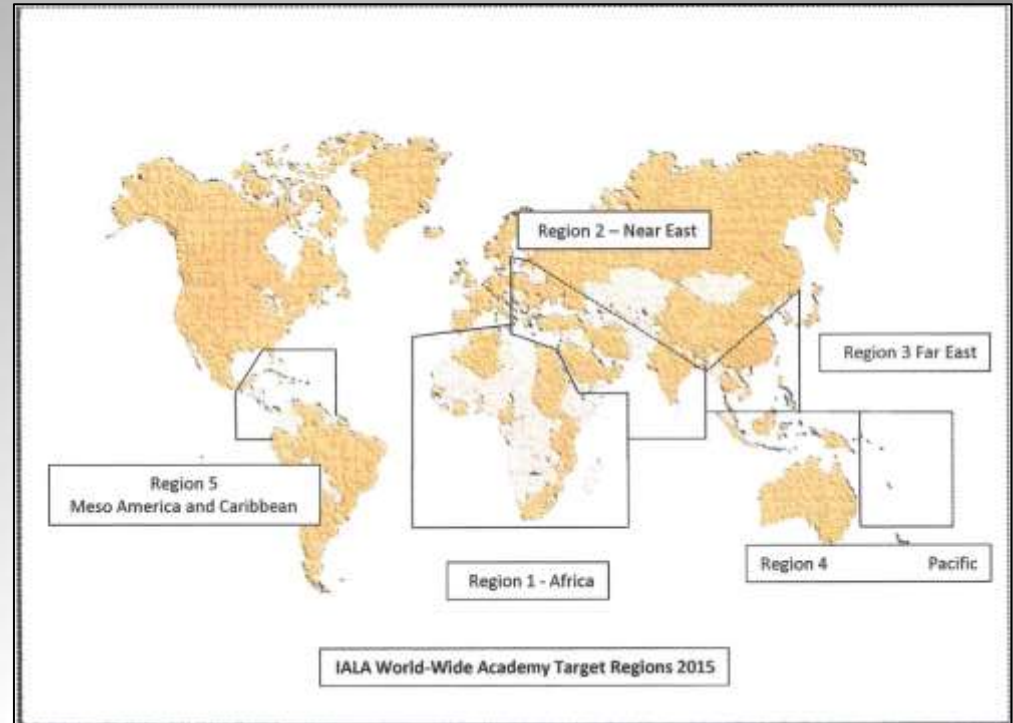 Region 2 – Near East
Region 3 Far East
Region 5
Meso America and Caribbean
Region 4 Pacific
Region 1 - Africa
IALA World-Wide Academy Target Regions 2015